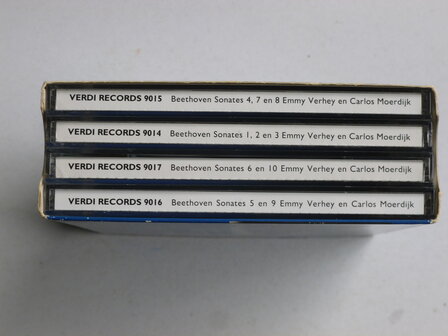 VERDI RECORDS 9015 Beethoven Sonates 4, 7 en 8 Emmy Verhey en Carlos Moerdijk
VERDI RECORDS 9014 Beethoven Sonates 1, 2 en 3 Emmy Verhey en Carlos Moerdijk
VERDI RECORDS 9017 Beethoven Sonates 6 en 10 Emmy Verhey en Carlos Moerdijk
VERDI RECORDS 9016 Beethoven Sonates 5 en 9 Emmy Verhey en Carlos Moerdijk